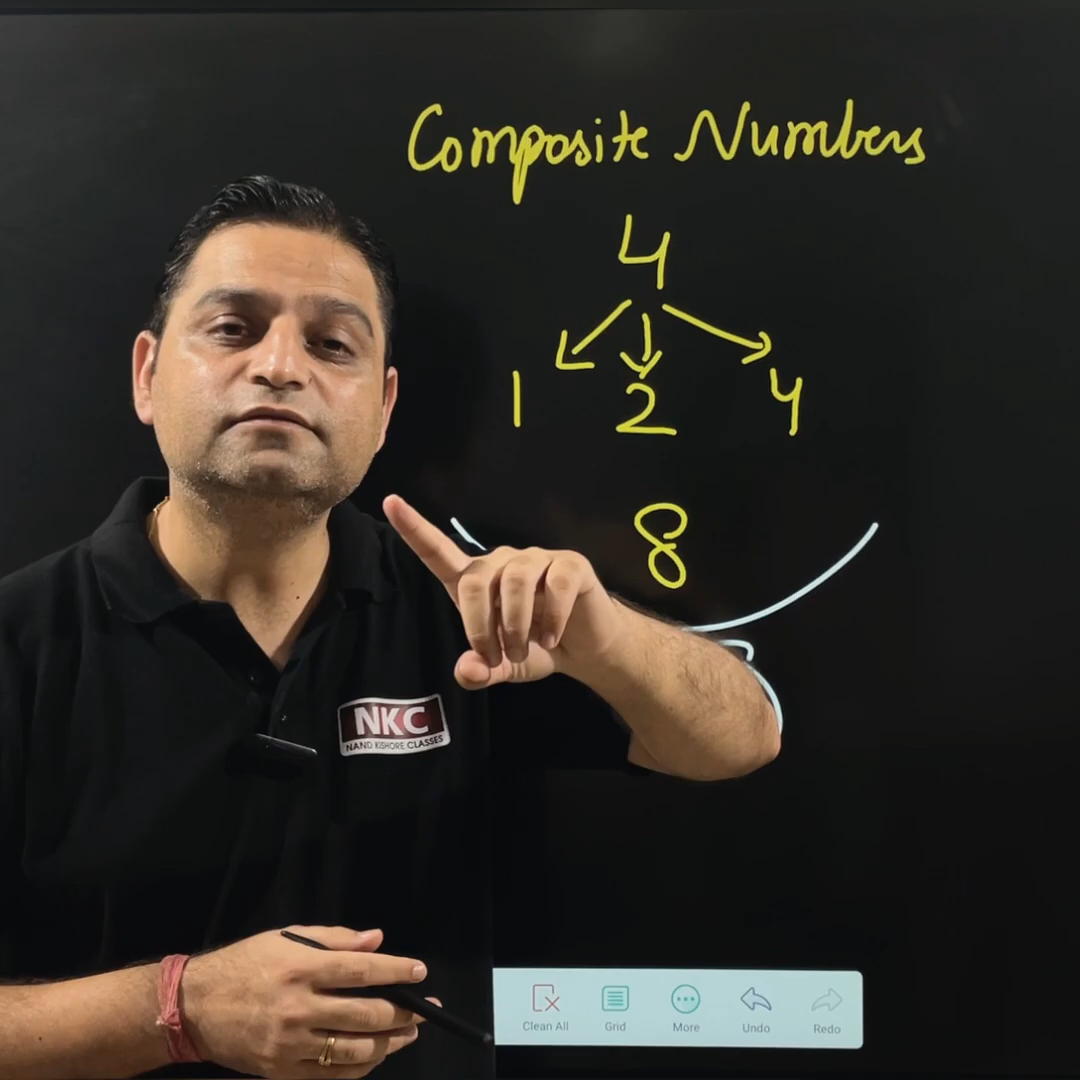 Composite Numbers
4
1 2 4
8
NKC
NAND KISHORE CLASSES
Clean All Grid More Undo Redo